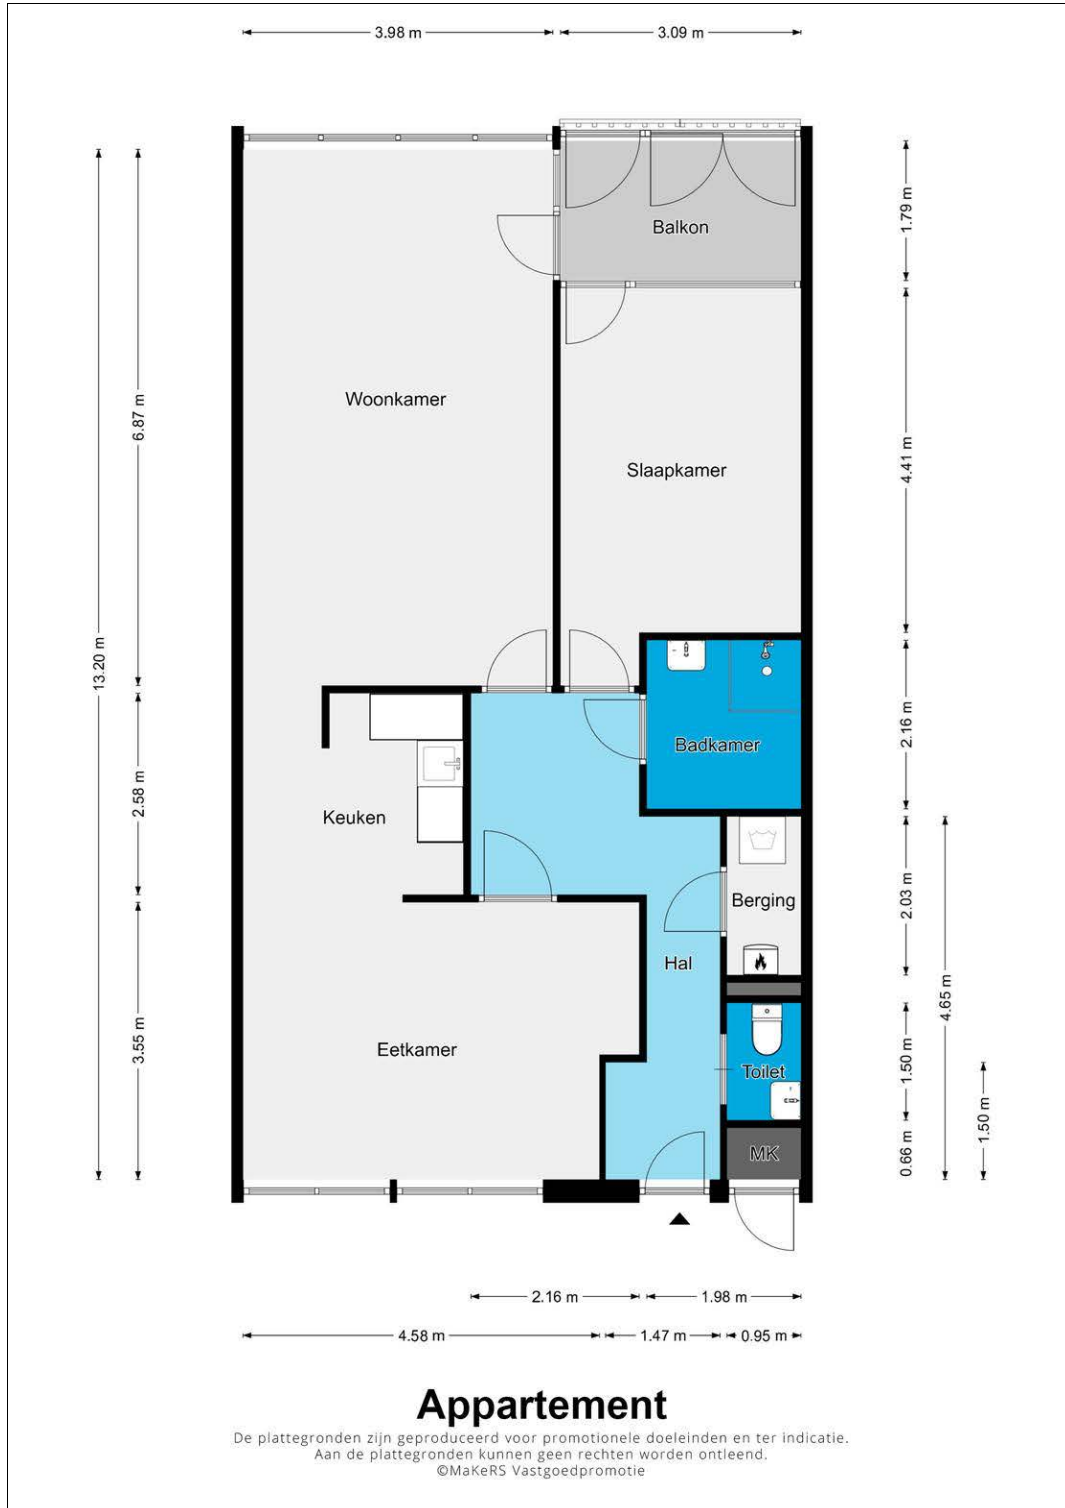 3.98 m
3.09 m
Balkon
1.79 m
Woonkamer
6.87 m
Slaapkamer
4.41 m
13.20 m
Badkamer
2.16 m
Keuken
2.58 m
Berging
2.03 m
Hal
4.65 m
Eetkamer
3.55 m
Toilet
1.50 m
1.50 m
MK
0.66 m
2.16 m
1.98 m
4.58 m
1.47 m
0.95 m
Appartement
De plattegronden zijn geproduceerd voor promotionele doeleinden en ter indicatie.
Aan de plattegronden kunnen geen rechten worden ontleend.
©MaKeRS Vastgoedpromotie